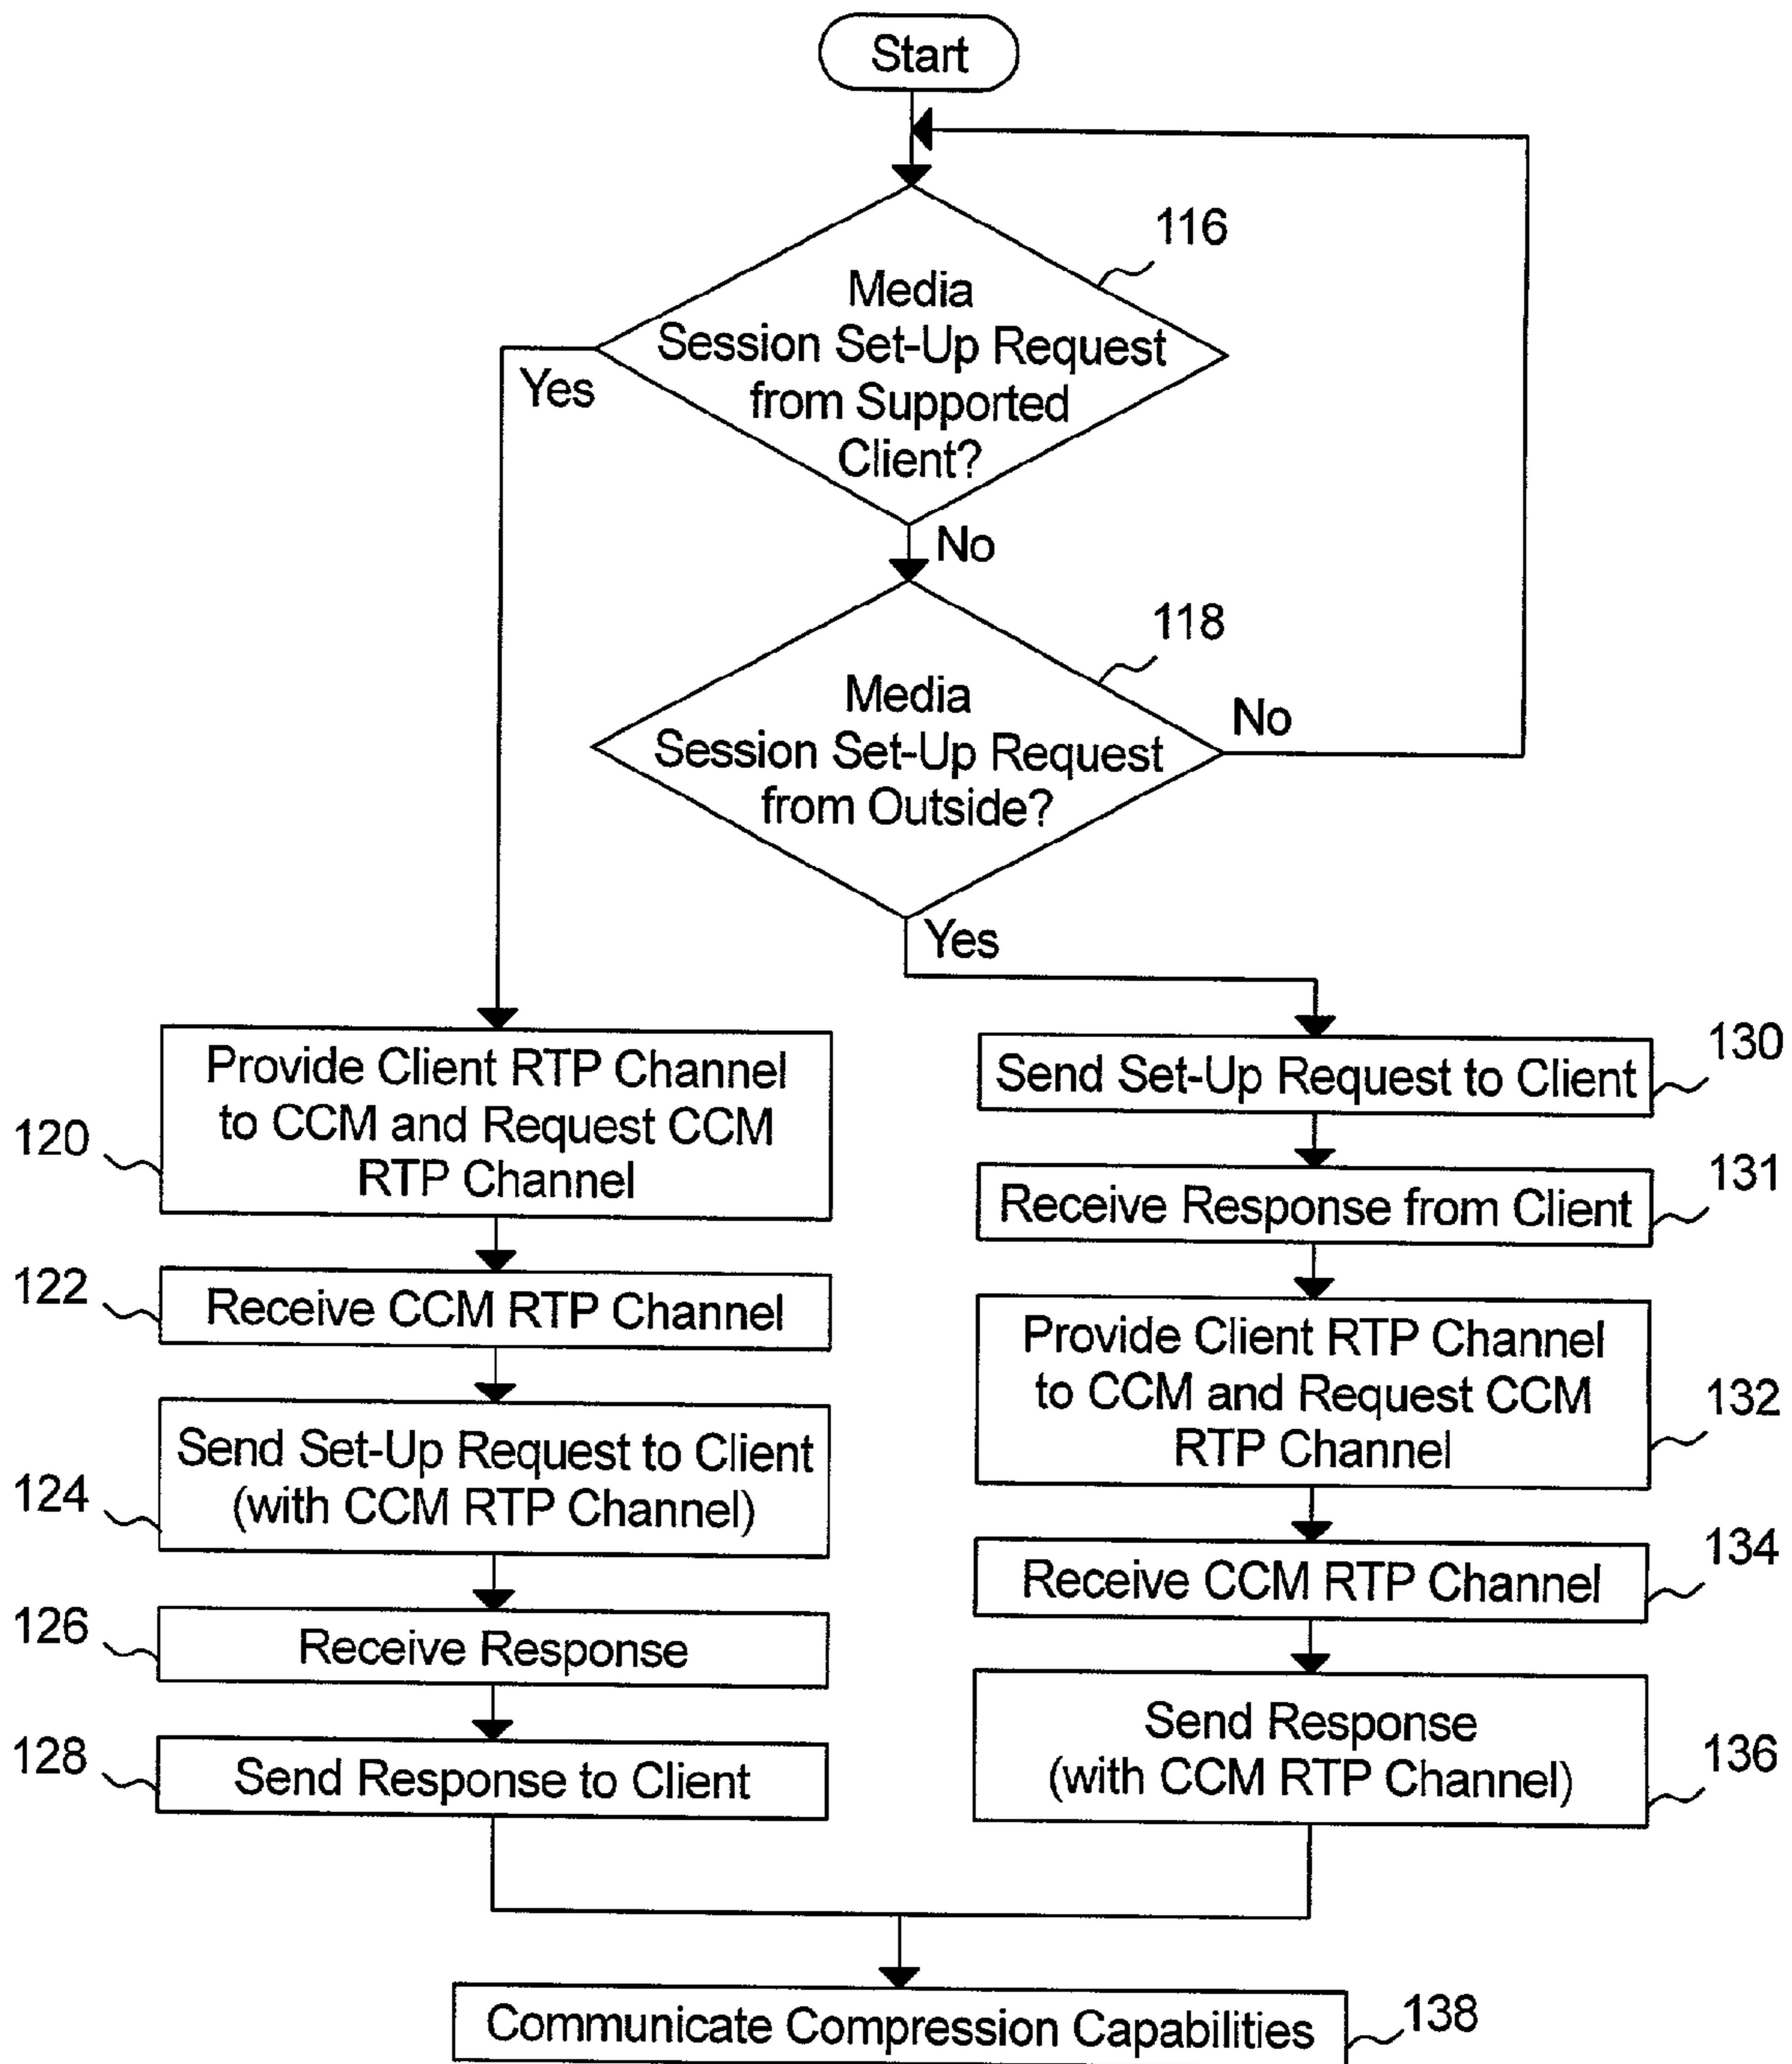 Start
116
Media
Session Set-Up Request
from Supported
Client?
Yes
No
118
Media
Session Set-Up Request
from Outside?
No
Yes
120
Provide Client RTP Channel
to CCM and Request CCM
RTP Channel
122
Receive CCM RTP Channel
124
Send Set-Up Request to Client
(with CCM RTP Channel)
126
Receive Response
128
Send Response to Client
130
Send Set-Up Request to Client
131
Receive Response from Client
132
Provide Client RTP Channel
to CCM and Request CCM
RTP Channel
134
Receive CCM RTP Channel
136
Send Response
(with CCM RTP Channel)
Communicate Compression Capabilities
138